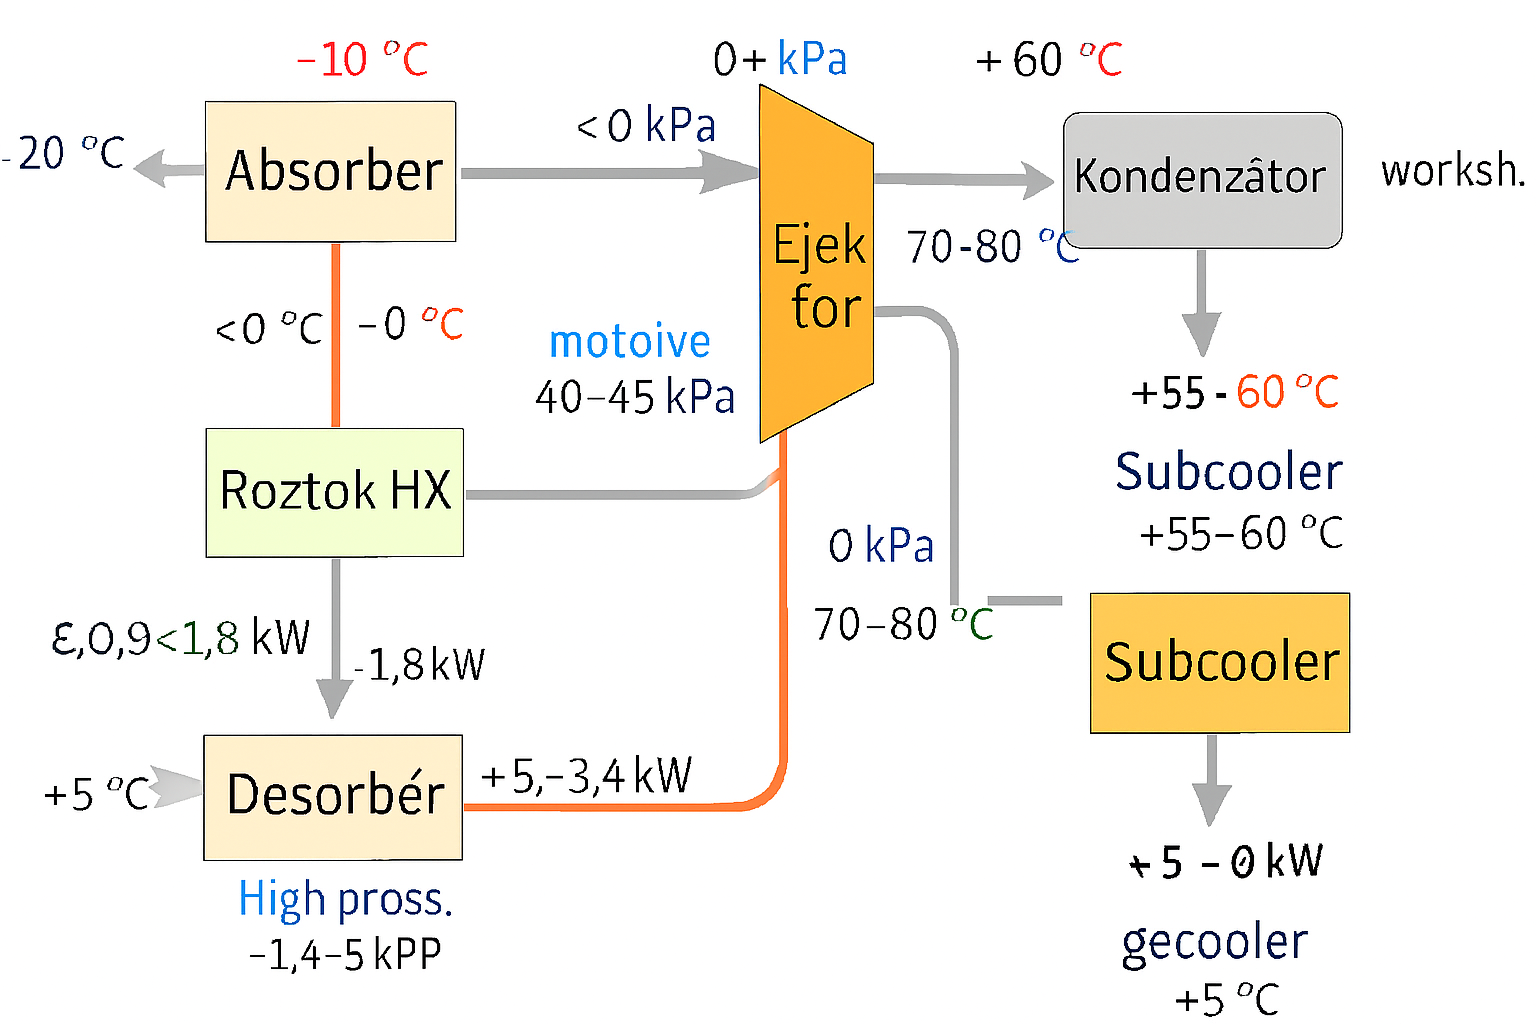 -10 °C
0+ kPa
+ 60 °C
-20 °C
Absorber
< 0 kPa
Kondenzâtor
worksh.
Ejek
for
70-80 °C
<0 °C
-0 °C
motoive
40-45 kPa
+55-60 °C
Subcooler
+55-60 °C
Roztok HX
0 kPa
70-80 °C
Ɛ,0,9<1,8 kW
-1,8 kW
Subcooler
+5 °C
Desorbér
+5,-3,4 kW
High pross.
-1,4-5 kPP
+5 -0 kW
gecooler
+5 °C